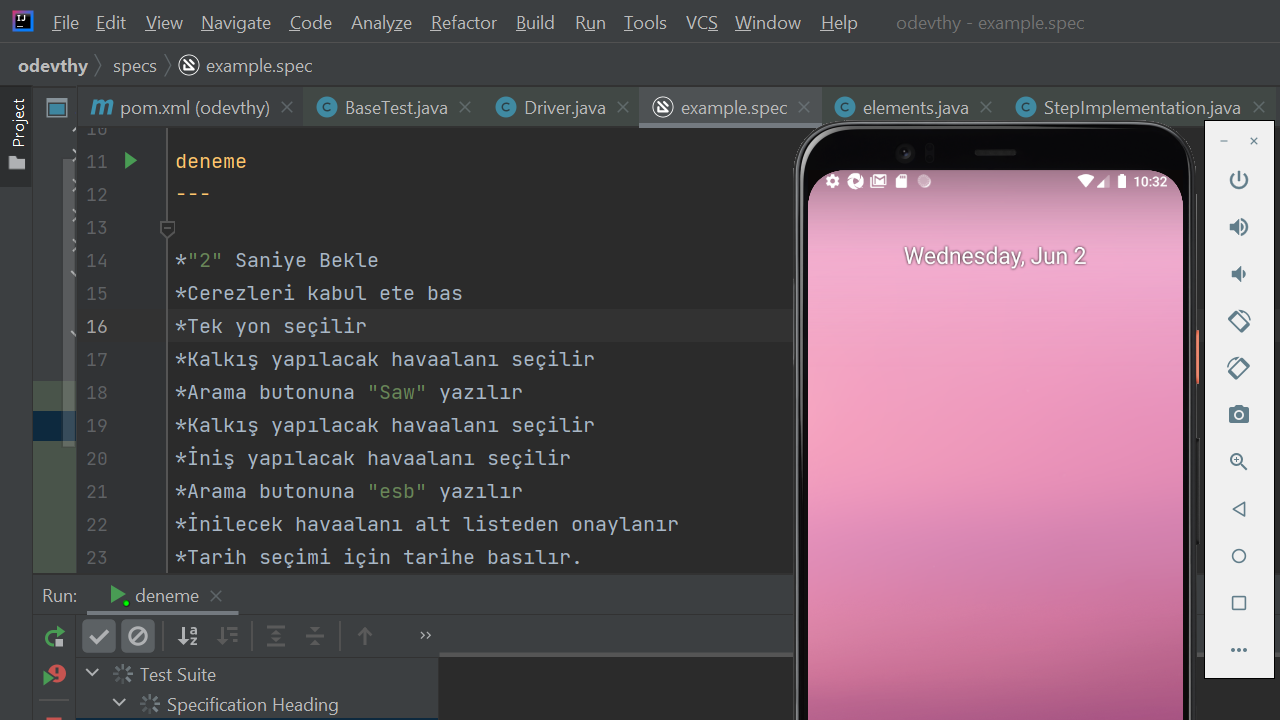 File Edit View Navigate Code Analyze Refactor Build Run Tools VCS Window Help odevthy - example.spec
odevthy specs example.spec
pom.xml (odevthy) BaseTest.java Driver.java example.spec elements.java StepImplementation.java
Project
10
11 deneme
12 ---
13
14 *"2" Saniye Bekle
15 *Cerezleri kabul ete bas
16 *Tek yon seçilir
17 *Kalkış yapılacak havaalanı seçilir
18 *Arama butonuna "Saw" yazılır
19 *Kalkış yapılacak havaalanı seçilir
20 *İniş yapılacak havaalanı seçilir
21 *Arama butonuna "esb" yazılır
22 *İnilecek havaalanı alt listeden onaylanır
23 *Tarih seçimi için tarihe basılır.
10:32
Wednesday, Jun 2
Run: deneme
Test Suite
Specification Heading